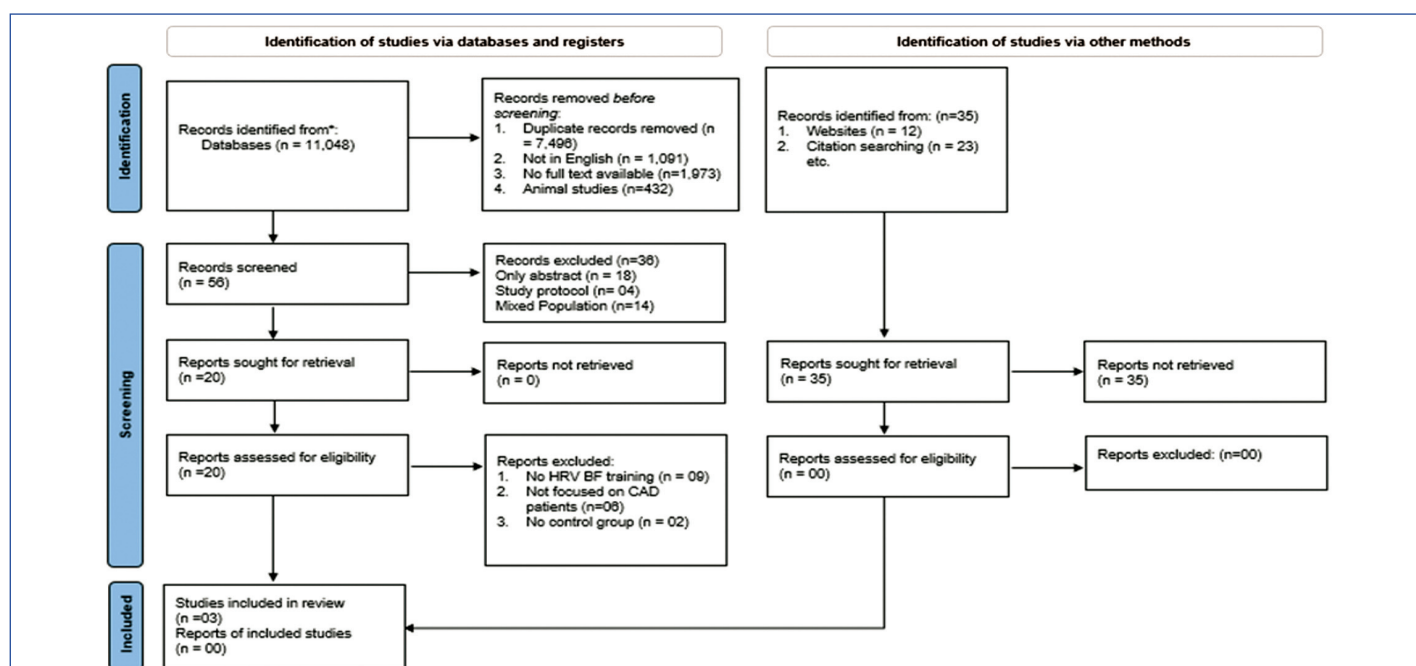 Identification of studies via databases and registers
Identification of studies via other methods
Identification
Records identified from*:
Databases (n = 11,048)
Records removed before
screening:
1. Duplicate records removed (n
= 7,496)
2. Not in English (n = 1,091)
3. No full text available (n=1,973)
4. Animal studies (n=432)
Records identified from: (n=35)
1. Websites (n = 12)
2. Citation searching (n = 23)
etc.
Screening
Records screened
(n = 56)
Records excluded (n=36)
Only abstract (n = 18)
Study protocol (n= 04)
Mixed Population (n=14)
Reports sought for retrieval
(n =20)
Reports not retrieved
(n = 0)
Reports sought for retrieval
(n = 35)
Reports not retrieved
(n = 35)
Reports assessed for eligibility
(n =20)
Reports excluded:
1. No HRV BF training (n = 09)
2. Not focused on CAD
patients (n=06)
3. No control group (n = 02)
Reports assessed for eligibility
(n = 00)
Reports excluded: (n=00)
Included
Studies included in review
(n =03)
Reports of included studies
(n = 00)